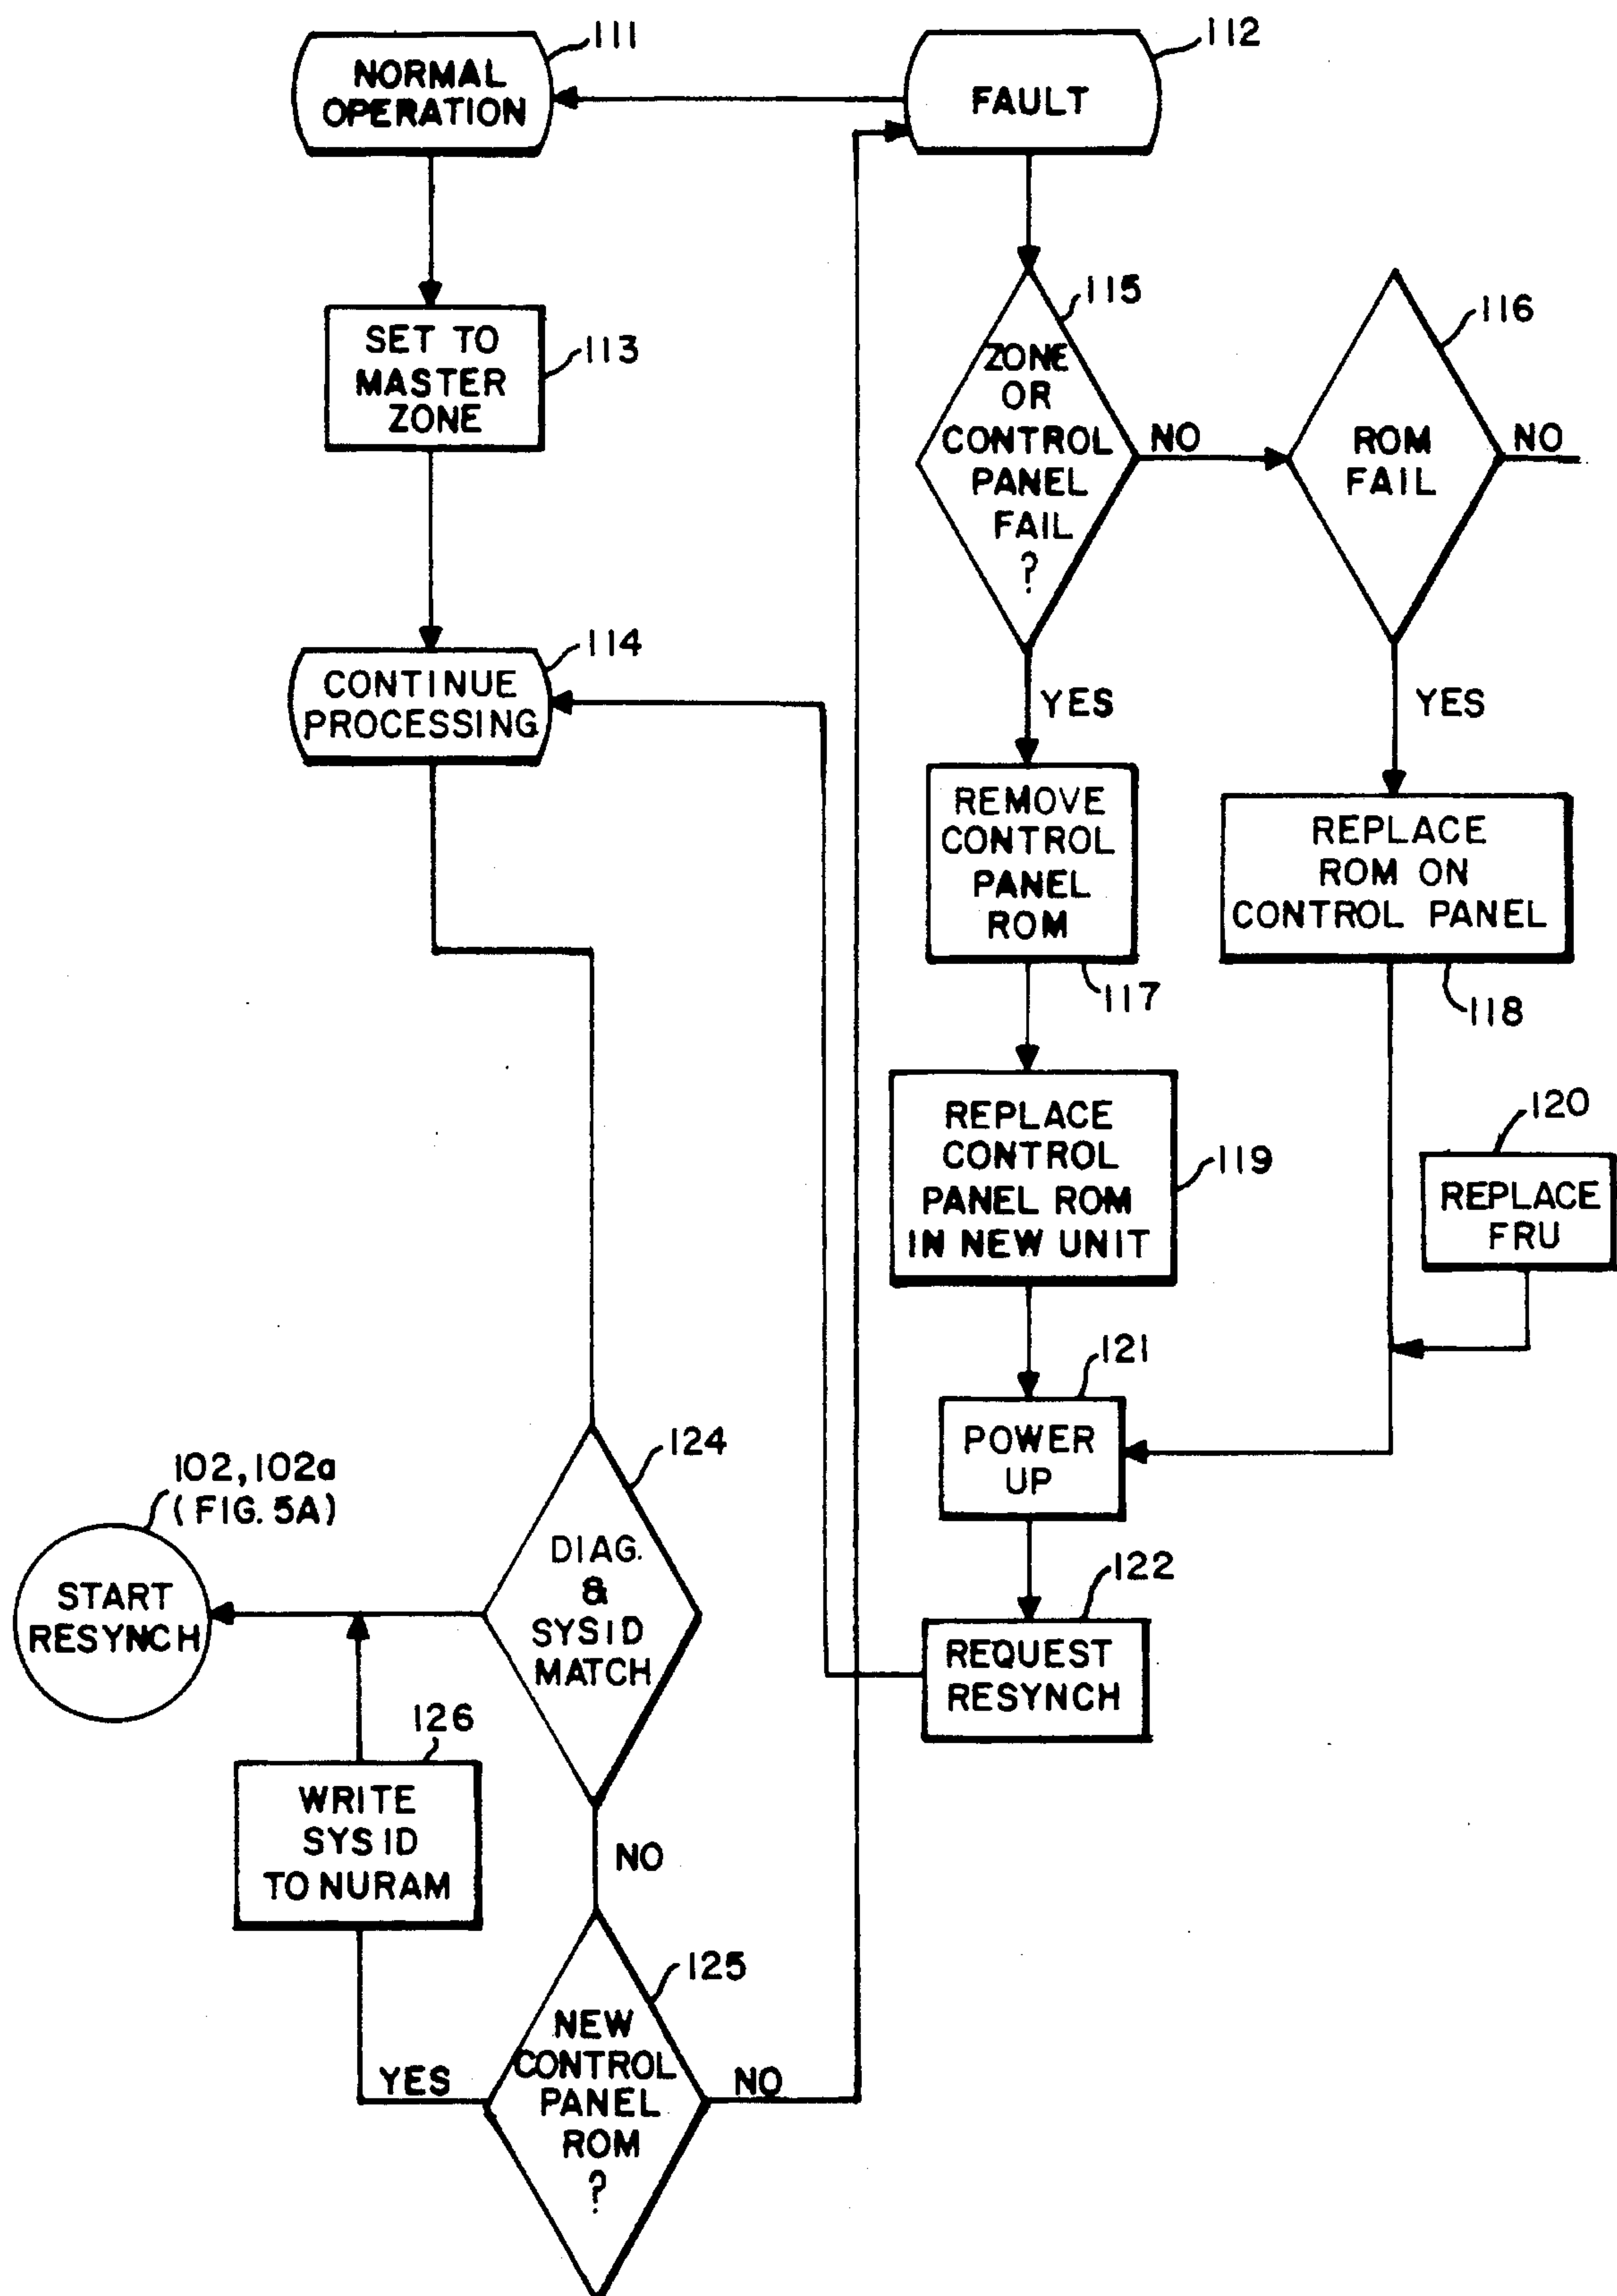 111
NORMAL
OPERATION
112
FAULT
SET TO
MASTER
ZONE
113
115
ZONE
OR
CONTROL
PANEL
FAIL
?
NO
116
ROM
FAIL
NO
114
CONTINUE
PROCESSING
YES
YES
REMOVE
CONTROL
PANEL
ROM
117
REPLACE
ROM ON
CONTROL PANEL
118
REPLACE
CONTROL
PANEL ROM
IN NEW UNIT
119
120
REPLACE
FRU
121
POWER
UP
122
REQUEST
RESYNCH
124
DIAG.
&
SYSID
MATCH
102, 102a
(FIG. 5A)
START
RESYNCH
NO
126
WRITE
SYSID
TO NURAM
125
NEW
CONTROL
PANEL
ROM
?
YES
NO